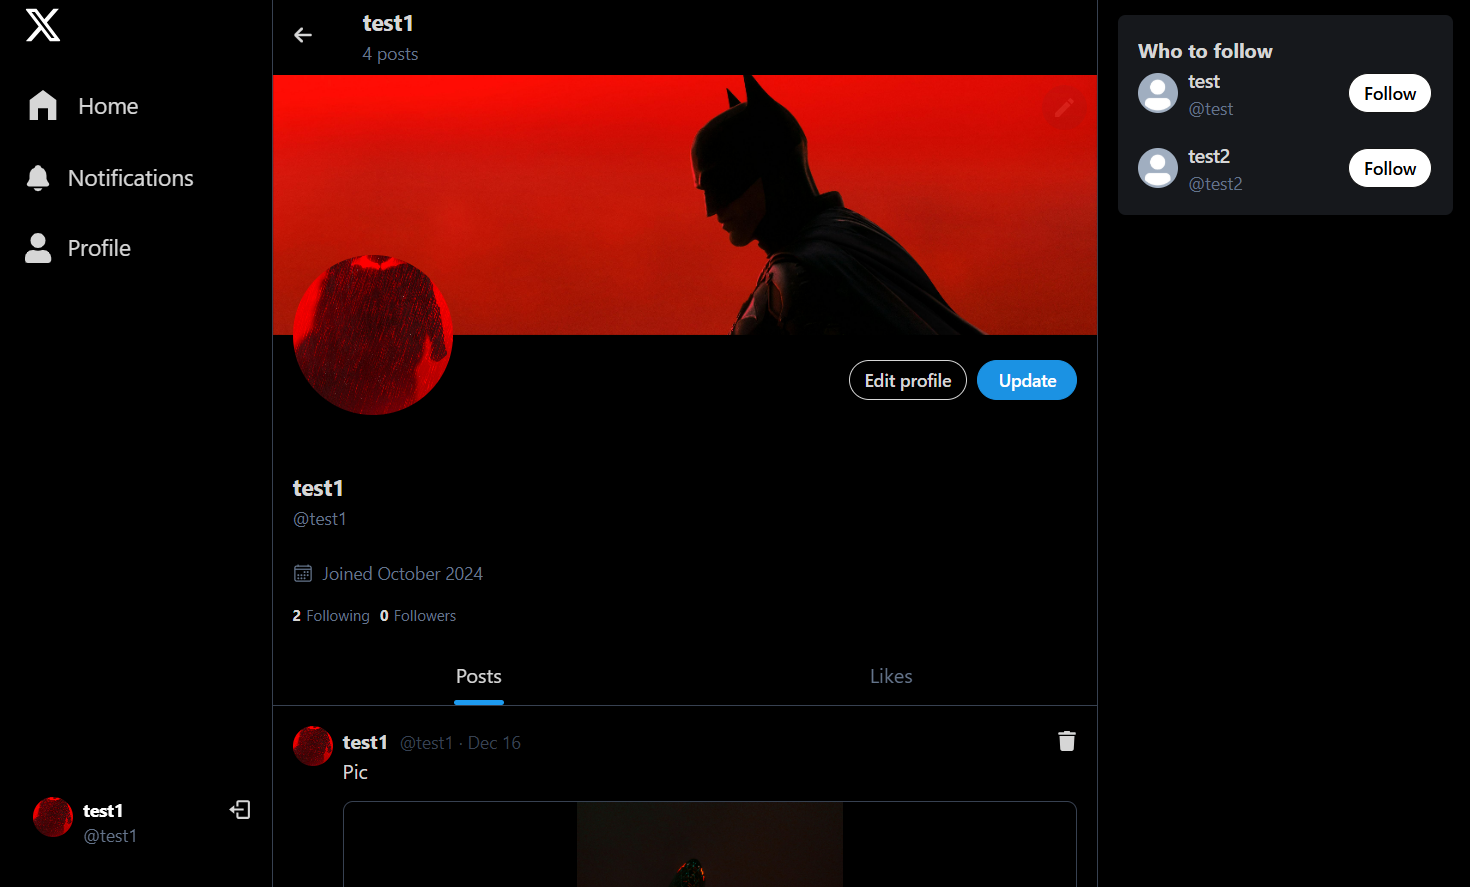 Home
Notifications
Profile
test1
@test1
test1
4 posts
Edit profile
Update
test1
@test1
Joined October 2024
2 Following 0 Followers
Posts Likes
test1 @test1 · Dec 16
Pic
Who to follow
test
@test
Follow
test2
@test2
Follow